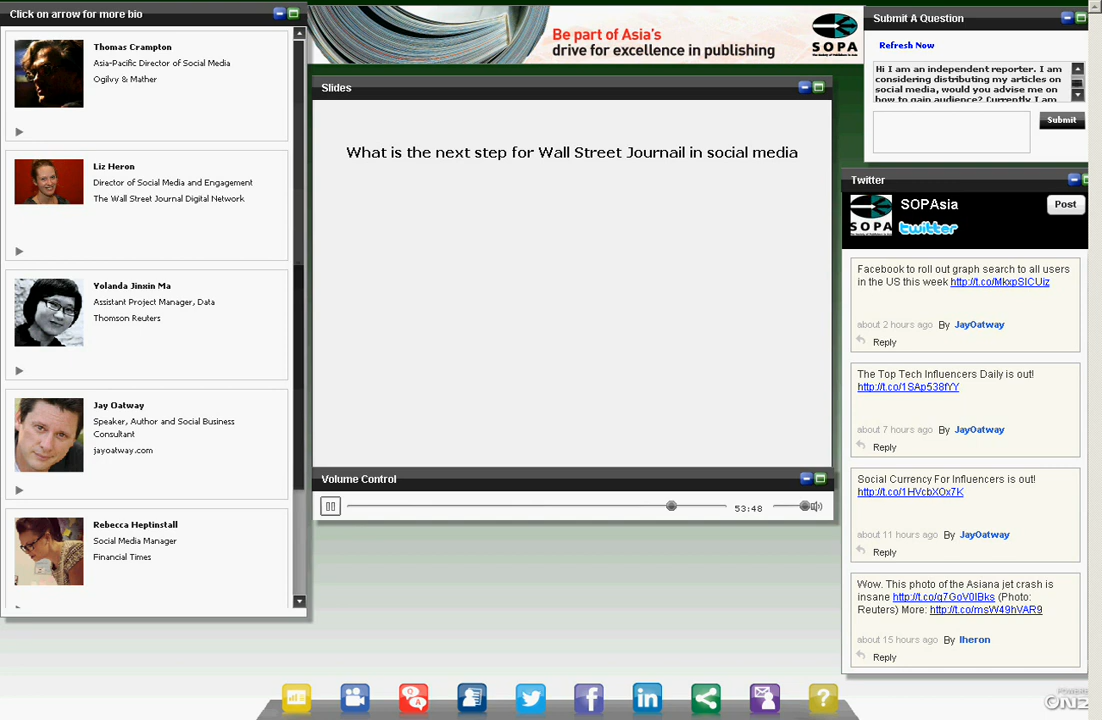 Click on arrow for more bio
Thomas Crampton
Asia-Pacific Director of Social Media
Ogilvy & Mather
Liz Heron
Director of Social Media and Engagement
The Wall Street Journal Digital Network
Yolanda Jinxin Ma
Assistant Project Manager, Data
Thomson Reuters
Jay Oatway
Speaker, Author and Social Business
Consultant
jayoatway.com
Rebecca Heptinstall
Social Media Manager
Financial Times
Be part of Asia's
drive for excellence in publishing
SOPA
Slides
What is the next step for Wall Street Journail in social media
Volume Control
53:48
Submit A Question
Refresh Now
Hi I am an independent reporter. I am
considering distributing my articles on
social media, would you advise me on
how to gain audience? Currently I am
Submit
Twitter
SOPA
SOPAsia
twitter
Post
Facebook to roll out graph search to all users
in the US this week http://t.co/MkxpSICUiz
about 2 hours ago By JayOatway
Reply
The Top Tech Influencers Daily is out!
http://t.co/1SAp538fYY
about 7 hours ago By JayOatway
Reply
Social Currency For Influencers is out!
http://t.co/1HVcbXOx7K
about 11 hours ago By JayOatway
Reply
Wow. This photo of the Asiana jet crash is
insane http://t.co/q7GoV0IBks (Photo:
Reuters) More: http://t.co/msW49hVAR9
about 15 hours ago By lheron
Reply
Q
A
in
?
ON2